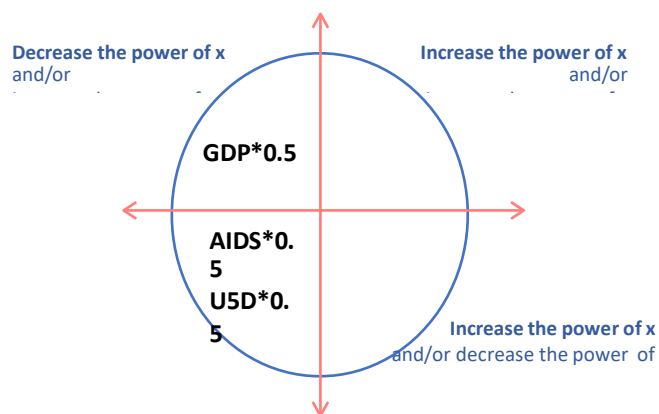 Decrease the power of x
and/or
Increase the power of x
and/or
GDP*0.5
AIDS*0.
5
U5D*0.
5
Increase the power of x
and/or decrease the power of